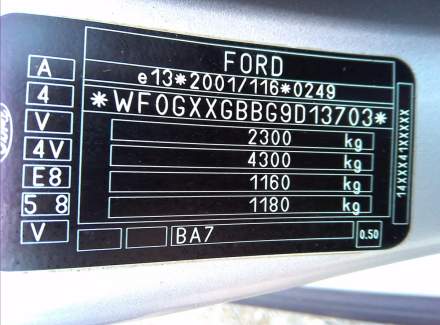 FORD
e13*2001/116*0249
*WF0GXXGBBG9D13703*
2300 kg
4300 kg
1160 kg
1180 kg
BA7 0.50
A
4
V
4V
E8
5 8
V
14XXX41XXXXX